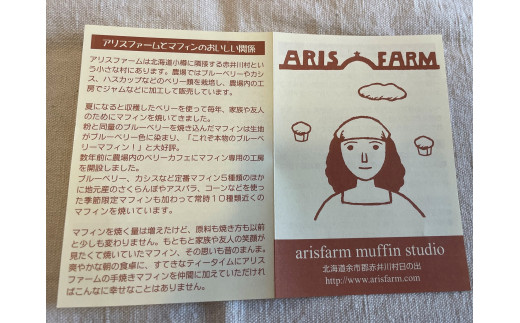 アリスファームとマフィンのおいしい関係
アリスファームは北海道小樽に隣接する赤井川村とい
う小さな村にあります。農場ではブルーベリーやカシ
ス、ハスカップなどのベリー類を栽培し、農場内の工
房でジャムなどに加工して販売しています。
夏になると収穫したベリーを使って毎年、家族や友人
のためにマフィンを焼いてきました。
粉と同量のブルーベリーを焼き込んだマフィンは生地
がブルーベリー色に染まり、「これぞ本物のブルーベ
リーマフィン！」と大好評。
数年前に農場内のベリーカフェにマフィン専用の工房
を開設しました。
ブルーベリー、カシスなど定番マフィン5種類のほか
に地元産のさくらんぼやアスパラ、コーンなどを使っ
た季節限定マフィンも加わって常時10種類近くの
マフィンを焼いています。
マフィンを焼く量は増えたけど、原料も焼き方も以前
と少しも変わりません。もともと家族や友人の笑顔が
見たくて焼いていたマフィン、その思いも昔のまんま。
爽やかな朝の食卓に、すてきなティータイムにアリス
ファームの手焼きマフィンを仲間に加えていただけれ
ばこんなに幸せなことはありません。
ARIS FARM
arisfarm muffin studio
北海道余市郡赤井川村日の出
http://www.arisfarm.com